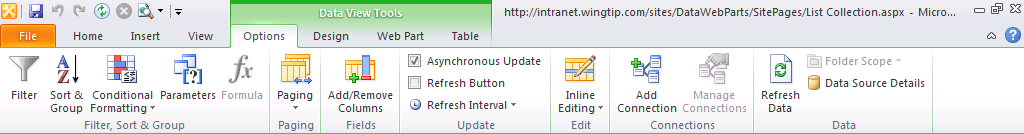 Data View Tools
http://intranet.wingtip.com/sites/DataWebParts/SitePages/List Collection.aspx - Micro...
File Home Insert View Options Design Web Part Table
Filter
Sort & Group
Conditional Formatting
Parameters
Formula
Filter, Sort & Group
Paging
Paging
Add/Remove Columns
Fields
Asynchronous Update
Refresh Button
Refresh Interval
Update
Inline Editing
Edit
Add Connection
Manage Connections
Connections
Refresh Data
Folder Scope
Data Source Details
Data